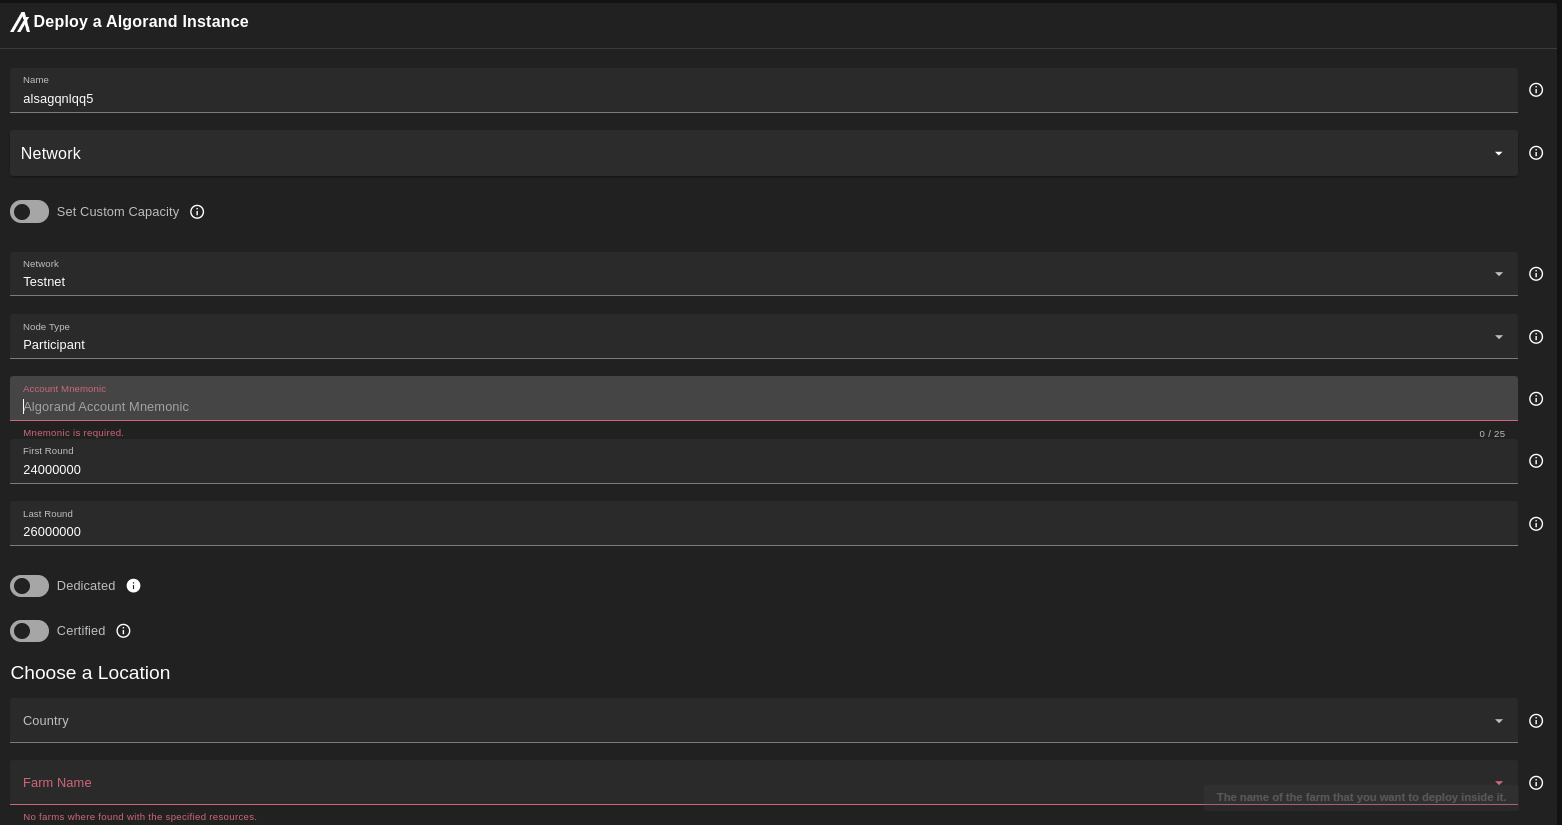 Deploy a Algorand Instance
Name
alsagqnlqq5
Network
Set Custom Capacity
Network
Testnet
Node Type
Participant
Account Mnemonic
Algorand Account Mnemonic
Mnemonic is required.
0 / 25
First Round
24000000
Last Round
26000000
Dedicated
Certified
Choose a Location
Country
Farm Name
The name of the farm that you want to deploy inside it.
No farms where found with the specified resources.